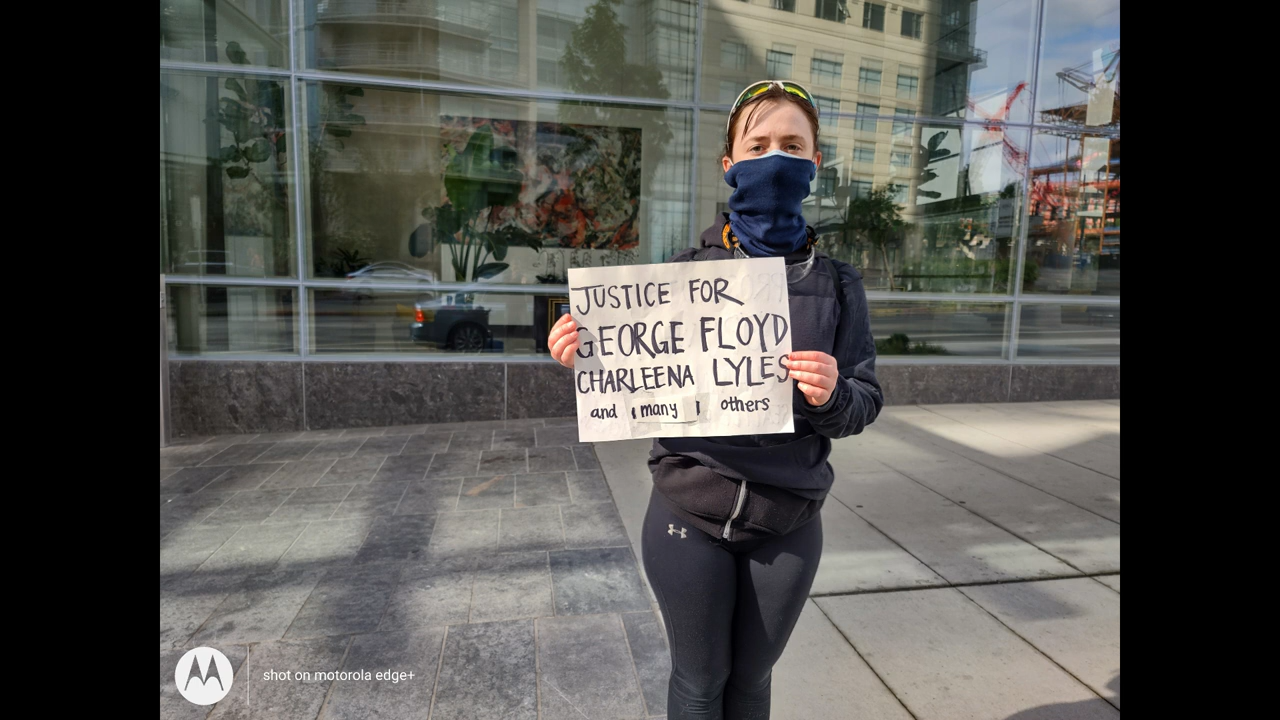 JUSTICE FOR
GEORGE FLOYD
CHARLEENA LYLES
and many others
shot on motorola edge+